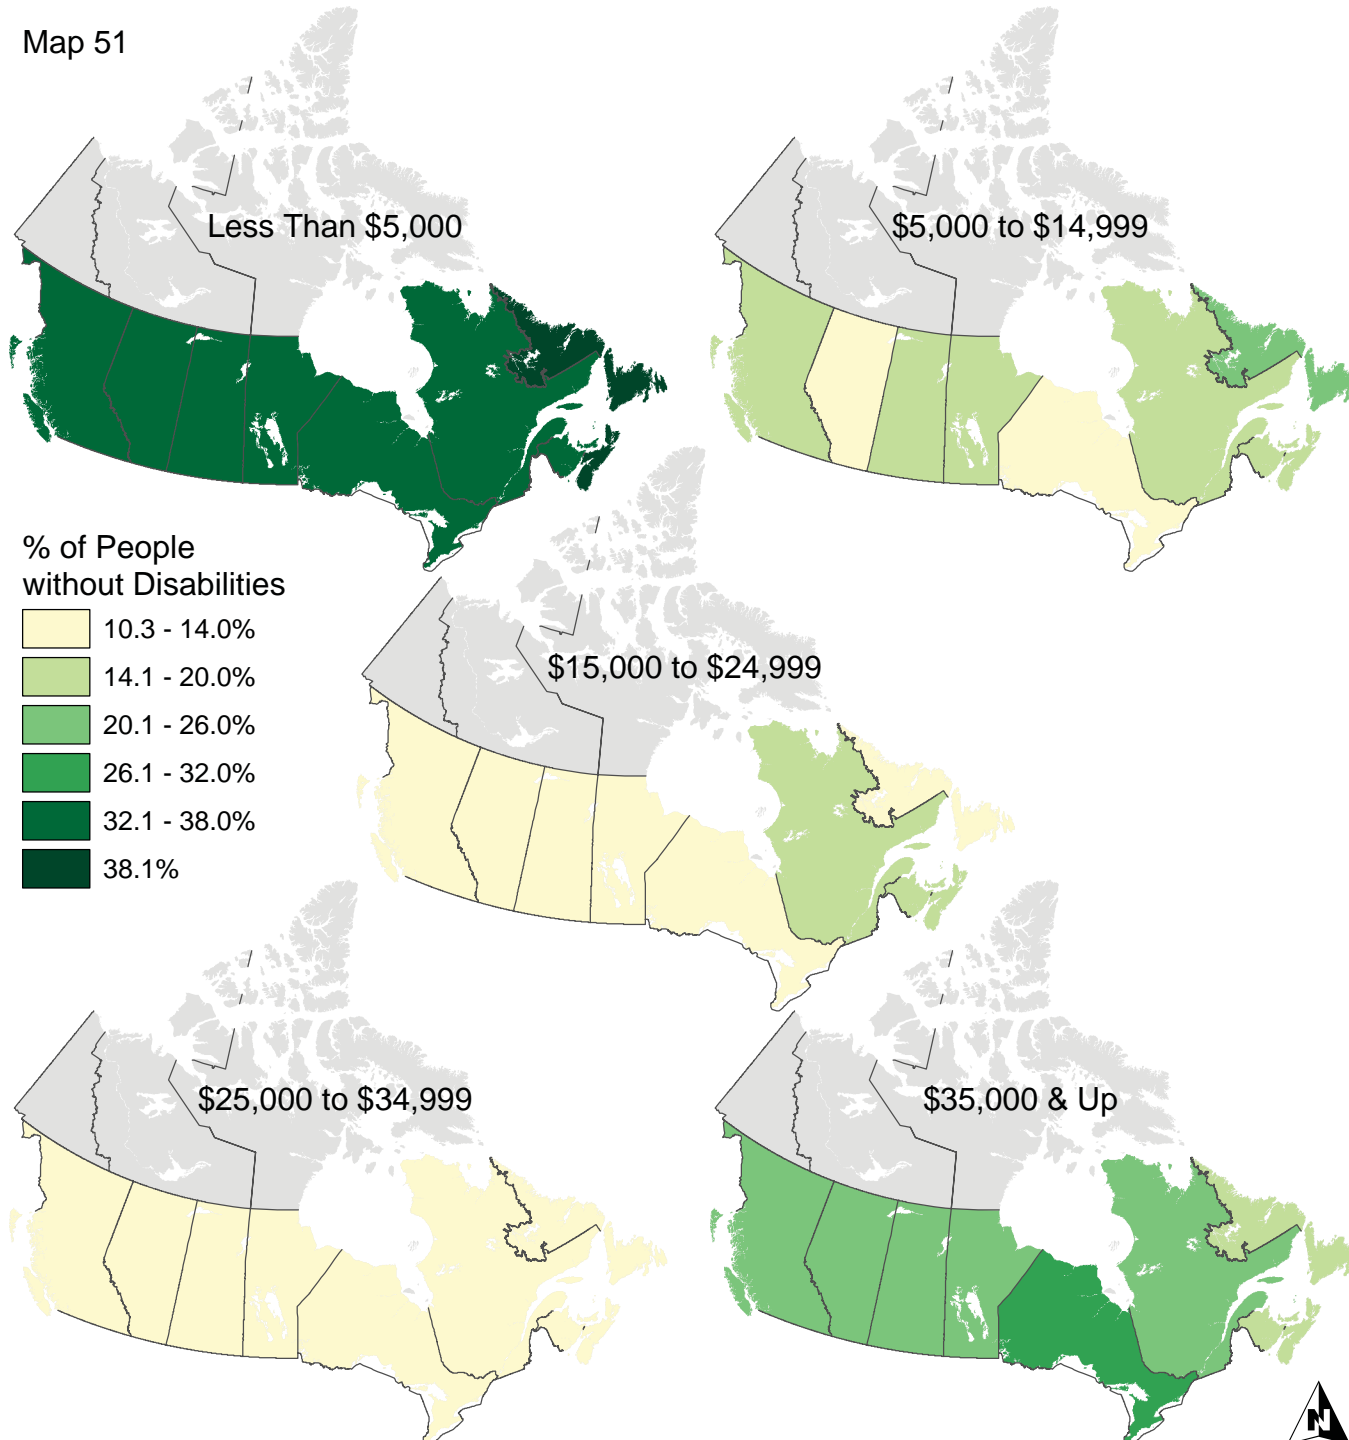 Map 51
Less Than $5,000
$5,000 to $14,999
% of People
without Disabilities
10.3 - 14.0%
14.1 - 20.0%
20.1 - 26.0%
26.1 - 32.0%
32.1 - 38.0%
38.1%
$15,000 to $24,999
$25,000 to $34,999
$35,000 & Up
N